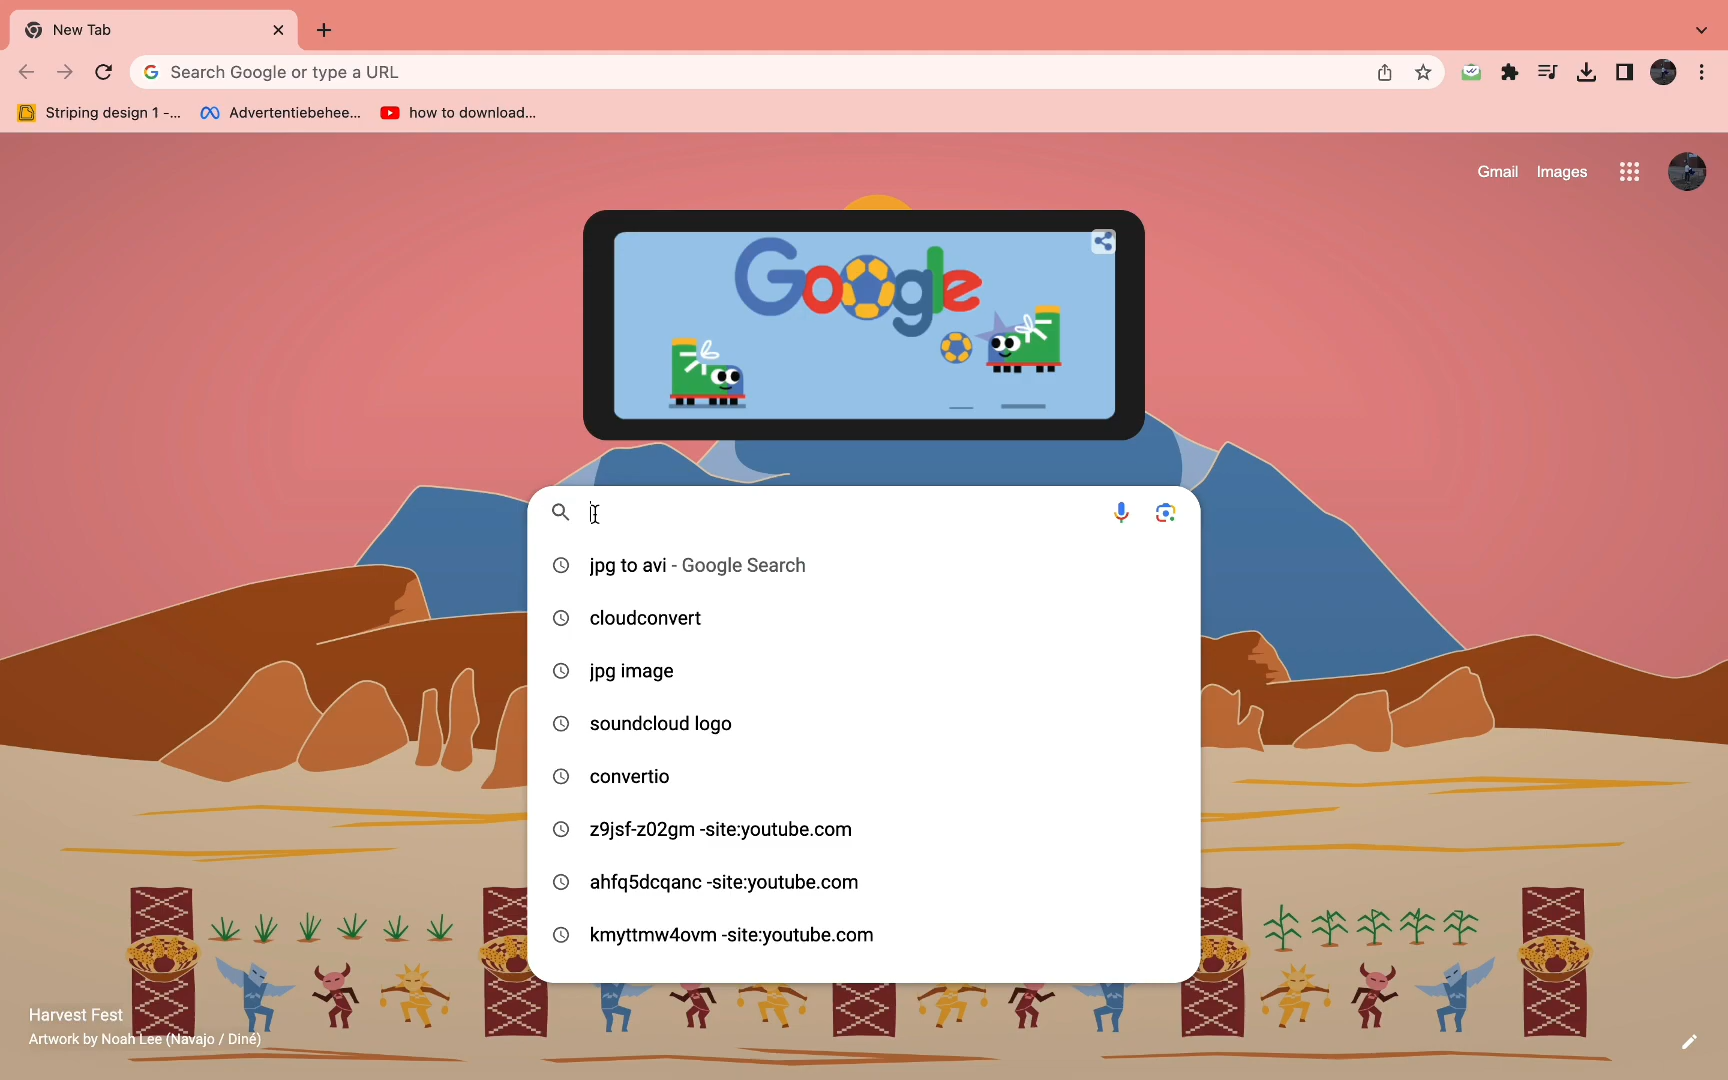 New Tab
Search Google or type a URL
Striping design 1 -...
Advertentiebehee...
how to download...
Gmail
Images
Google
jpg to avi - Google Search
cloudconvert
jpg image
soundcloud logo
convertio
z9jsf-z02gm -site:youtube.com
ahfq5dcqanc -site:youtube.com
kmyttmw4ovm -site:youtube.com
Harvest Fest
Artwork by Noah Lee (Navajo / Diné)